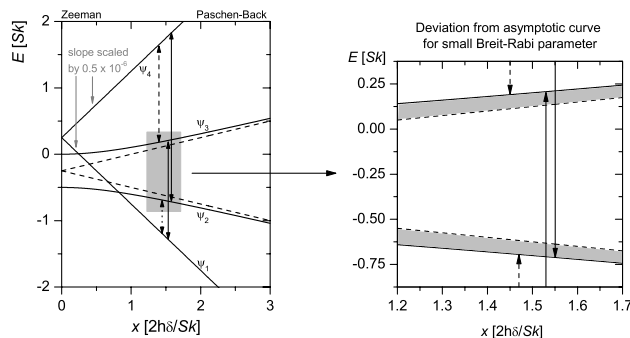 Zeeman
Paschen-Back
E [Sk]
2
1
0
-1
-2
slope scaled
by 0.5 x 10⁻⁶
ψ₄
ψ₃
ψ₂
ψ₁
0
1
2
3
x [2hδ/Sk]
Deviation from asymptotic curve
for small Breit-Rabi parameter
E [Sk]
0.25
0.00
-0.25
-0.50
-0.75
1.2
1.3
1.4
1.5
1.6
1.7
x [2hδ/Sk]